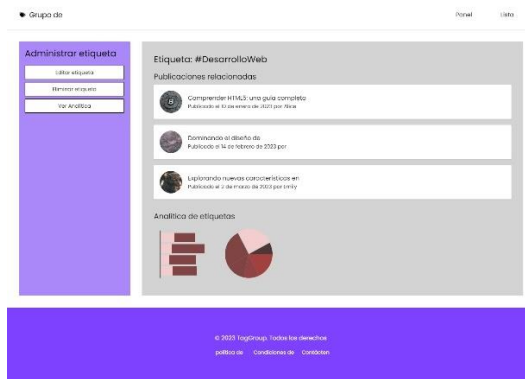 Grupo de
Panel
Lista
Administrar etiqueta
Editar etiqueta
Eliminar etiqueta
Ver Analítica
Etiqueta: #DesarrolloWeb
Publicaciones relacionadas
Comprender HTML5: una guía completa
Publicado el 10 de enero de 2023 por Alice
Dominando el diseño de
Publicado el 14 de febrero de 2023 por
Explorando nuevas características en
Publicado el 2 de marzo de 2023 por Emily
Analítica de etiquetas
© 2023 TagGroup. Todos los derechos
política de
Condiciones de
Contácten